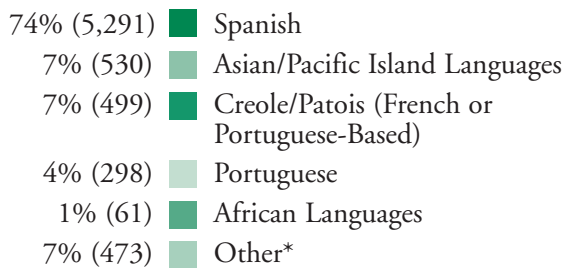 74% (5,291) Spanish
7% (530) Asian/Pacific Island Languages
7% (499) Creole/Patois (French or
Portuguese-Based)
4% (298) Portuguese
1% (61) African Languages
7% (473) Other*